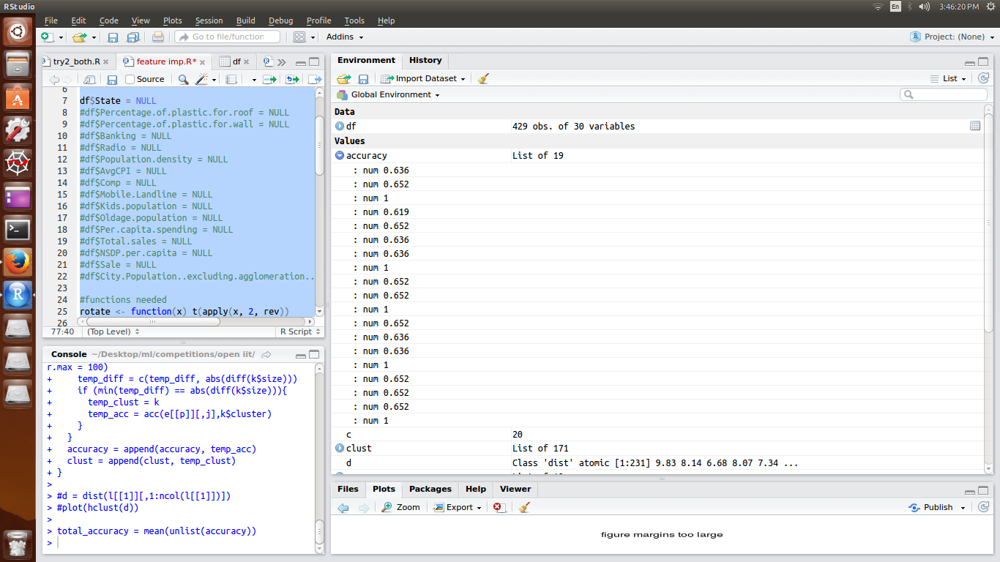 RStudio
En
3:46:20 PM
File Edit Code View Plots Session Build Debug Profile Tools Help
Go to file/function
Addins
Project: (None)
try2_both.R
feature imp.R*
df
Source
6
7 df$State = NULL
8 #df$Percentage.of.plastic.for.roof = NULL
9 #df$Percentage.of.plastic.for.wall = NULL
10 #df$Banking = NULL
11 #df$Radio = NULL
12 #df$Population.density = NULL
13 #df$AvgCPI = NULL
14 #df$Comp = NULL
15 #df$Mobile.Landline = NULL
16 #df$Kids.population = NULL
17 #df$Oldage.population = NULL
18 #df$Per.capita.spending = NULL
19 #df$Total.sales = NULL
20 #df$NSDP.per.capita = NULL
21 #df$Sale = NULL
22 #df$City.Population..excluding.agglomeration..
23
24 #functions needed
25 rotate <- function(x) t(apply(x, 2, rev))
26
77:40 (Top Level) R Script
Console ~/Desktop/ml/competitions/open iit/
r.max = 100)
+ temp_diff = c(temp_diff, abs(diff(k$size)))
+ if (min(temp_diff) == abs(diff(k$size))){
+ temp_clust = k
+ temp_acc = acc(e[[p]][,j],k$cluster)
+ }
+ }
+ accuracy = append(accuracy, temp_acc)
+ clust = append(clust, temp_clust)
+ }
>
> #d = dist(l[[1]][,1:ncol(l[[1]])])
> #plot(hclust(d))
>
> total_accuracy = mean(unlist(accuracy))
>
Environment History
Import Dataset
List
Global Environment
Data
df 429 obs. of 30 variables
Values
accuracy List of 19
: num 0.636
: num 0.652
: num 1
: num 0.619
: num 0.652
: num 0.636
: num 0.636
: num 1
: num 0.652
: num 0.652
: num 1
: num 0.652
: num 0.636
: num 0.636
: num 1
: num 0.652
: num 0.652
: num 0.652
: num 1
c 20
clust List of 171
d Class 'dist' atomic [1:231] 9.83 8.14 6.68 8.07 7.34 ...
Files Plots Packages Help Viewer
Zoom Export Publish
figure margins too large